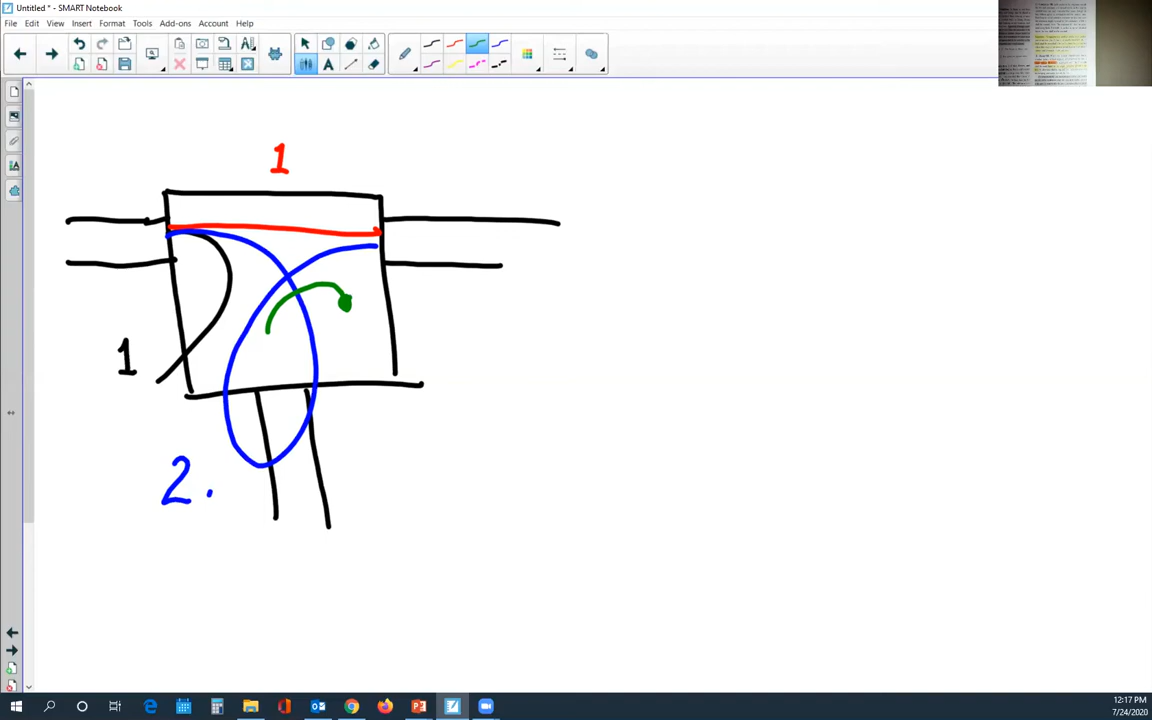 Untitled * - SMART Notebook
File Edit View Insert Format Tools Add-ons Account Help
1
1
2.
12:17 PM
7/24/2020